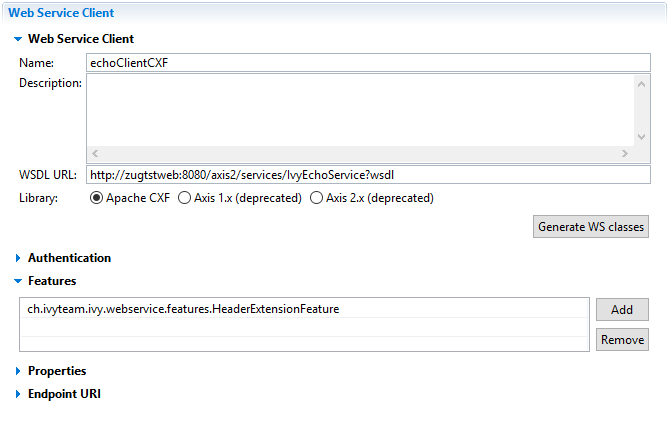 Web Service Client
Web Service Client
Name: echoClientCXF
Description:
WSDL URL: http://zugtstweb:8080/axis2/services/IvyEchoService?wsdl
Library: Apache CXF Axis 1.x (deprecated) Axis 2.x (deprecated)
Generate WS classes
Authentication
Features
ch.ivyteam.ivy.webservice.features.HeaderExtensionFeature
Add
Remove
Properties
Endpoint URI